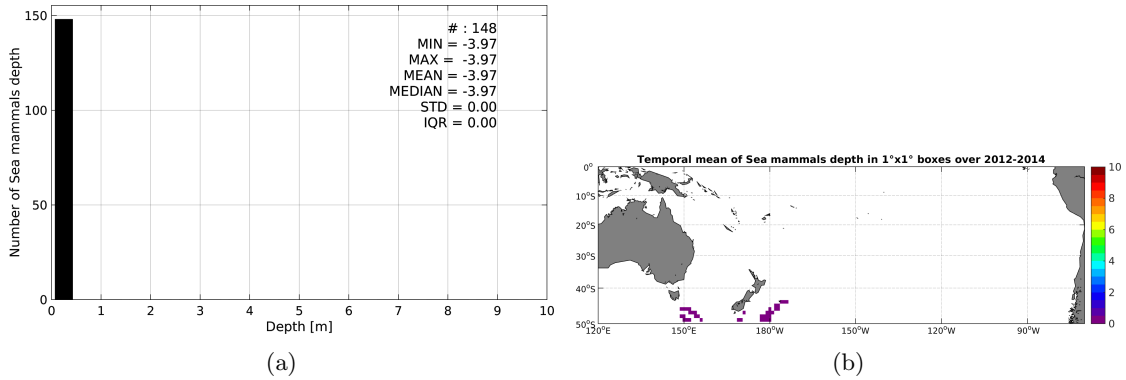 150
100
50
0
Number of Sea mammals depth
# : 148
MIN = -3.97
MAX = -3.97
MEAN = -3.97
MEDIAN = -3.97
STD = 0.00
IQR = 0.00
0 1 2 3 4 5 6 7 8 9 10
Depth [m]
(a)
Temporal mean of Sea mammals depth in 1°x1° boxes over 2012-2014
0°
10°S
20°S
30°S
40°S
50°S
120°E 150°E 180°W 150°W 120°W 90°W
10
8
6
4
2
0
(b)